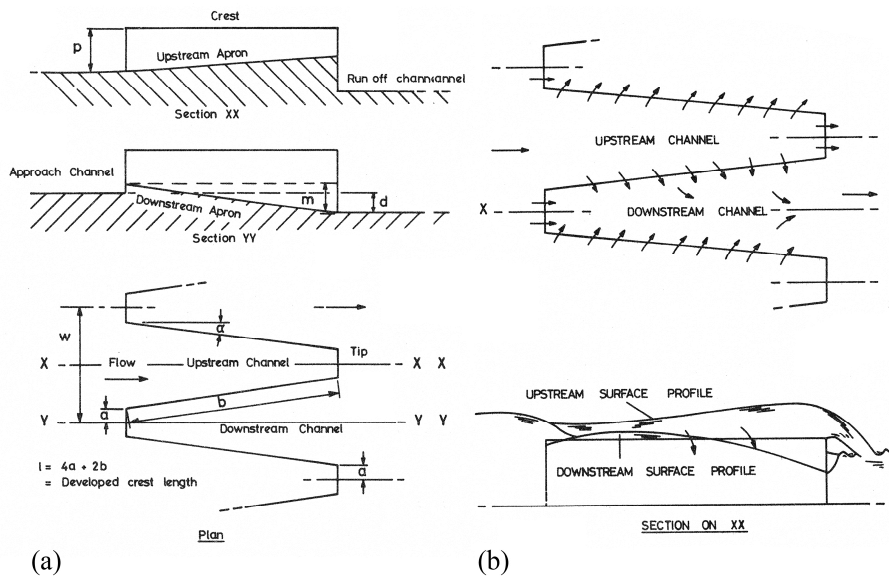 Crest
P
Upstream Apron
Run off chanıcannel
Section XX
Approach Channel
Downstream Apron
m
d
Section YY
w
α
Tip
X
Flow
Upstream Channel
X
X
b
a
Y
Downstream Channel
Y
Y
l = 4a + 2b
= Developed crest length
a
Plan
(a)
UPSTREAM CHANNEL
X
DOWNSTREAM CHANNEL
UPSTREAM SURFACE PROFILE
DOWNSTREAM SURFACE PROFILE
SECTION ON XX
(b)